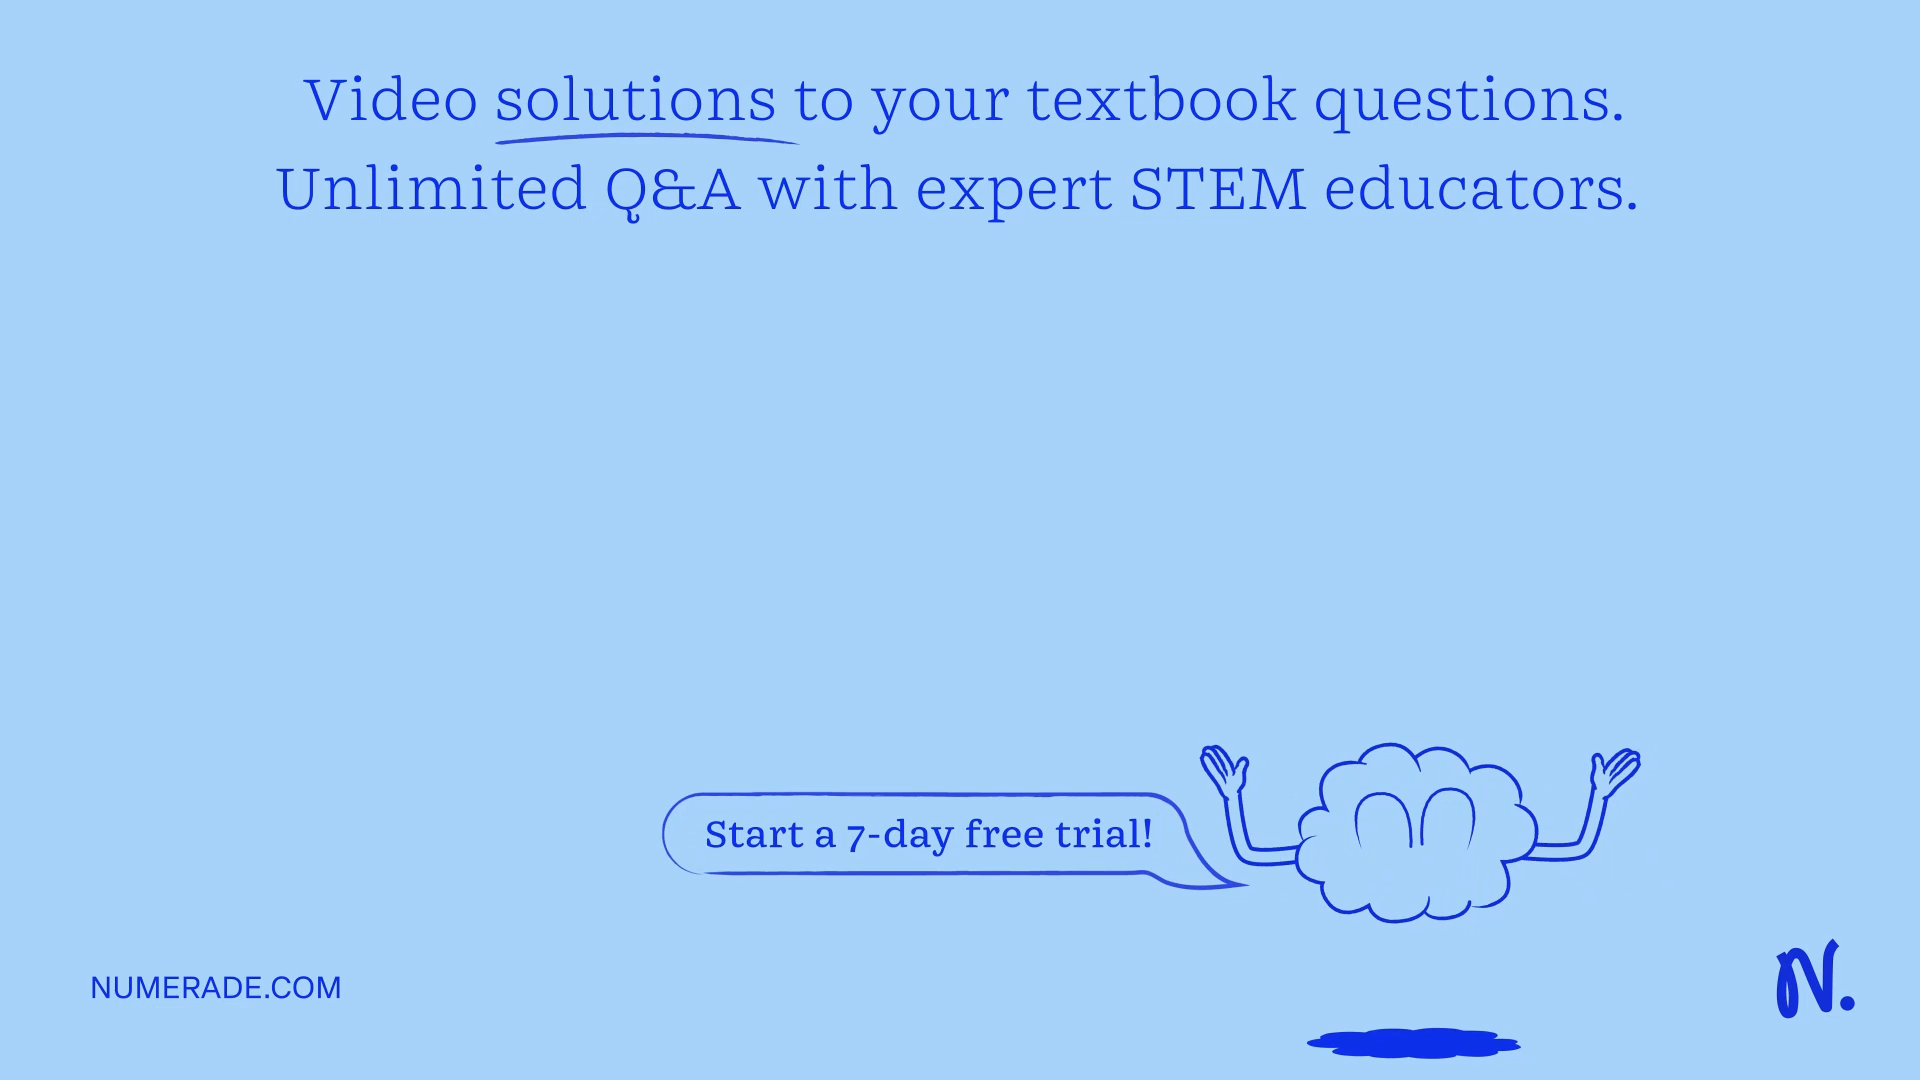 Video solutions to your textbook questions.
Unlimited Q&A with expert STEM educators.
Start a 7-day free trial!
NUMERADE.COM
N.